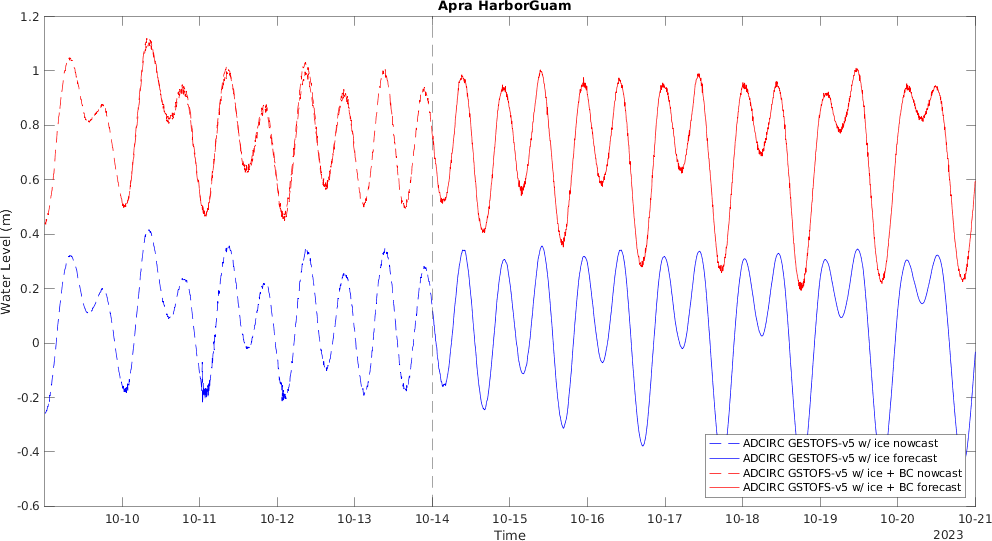 Apra HarborGuam
1.2
1
0.8
0.6
0.4
0.2
0
-0.2
-0.4
-0.6
Water Level (m)
ADCIRC GESTOFS-v5 w/ ice nowcast
ADCIRC GESTOFS-v5 w/ ice forecast
ADCIRC GSTOFS-v5 w/ ice + BC nowcast
ADCIRC GSTOFS-v5 w/ ice + BC forecast
10-10 10-11 10-12 10-13 10-14 10-15 10-16 10-17 10-18 10-19 10-20 10-21
Time
2023